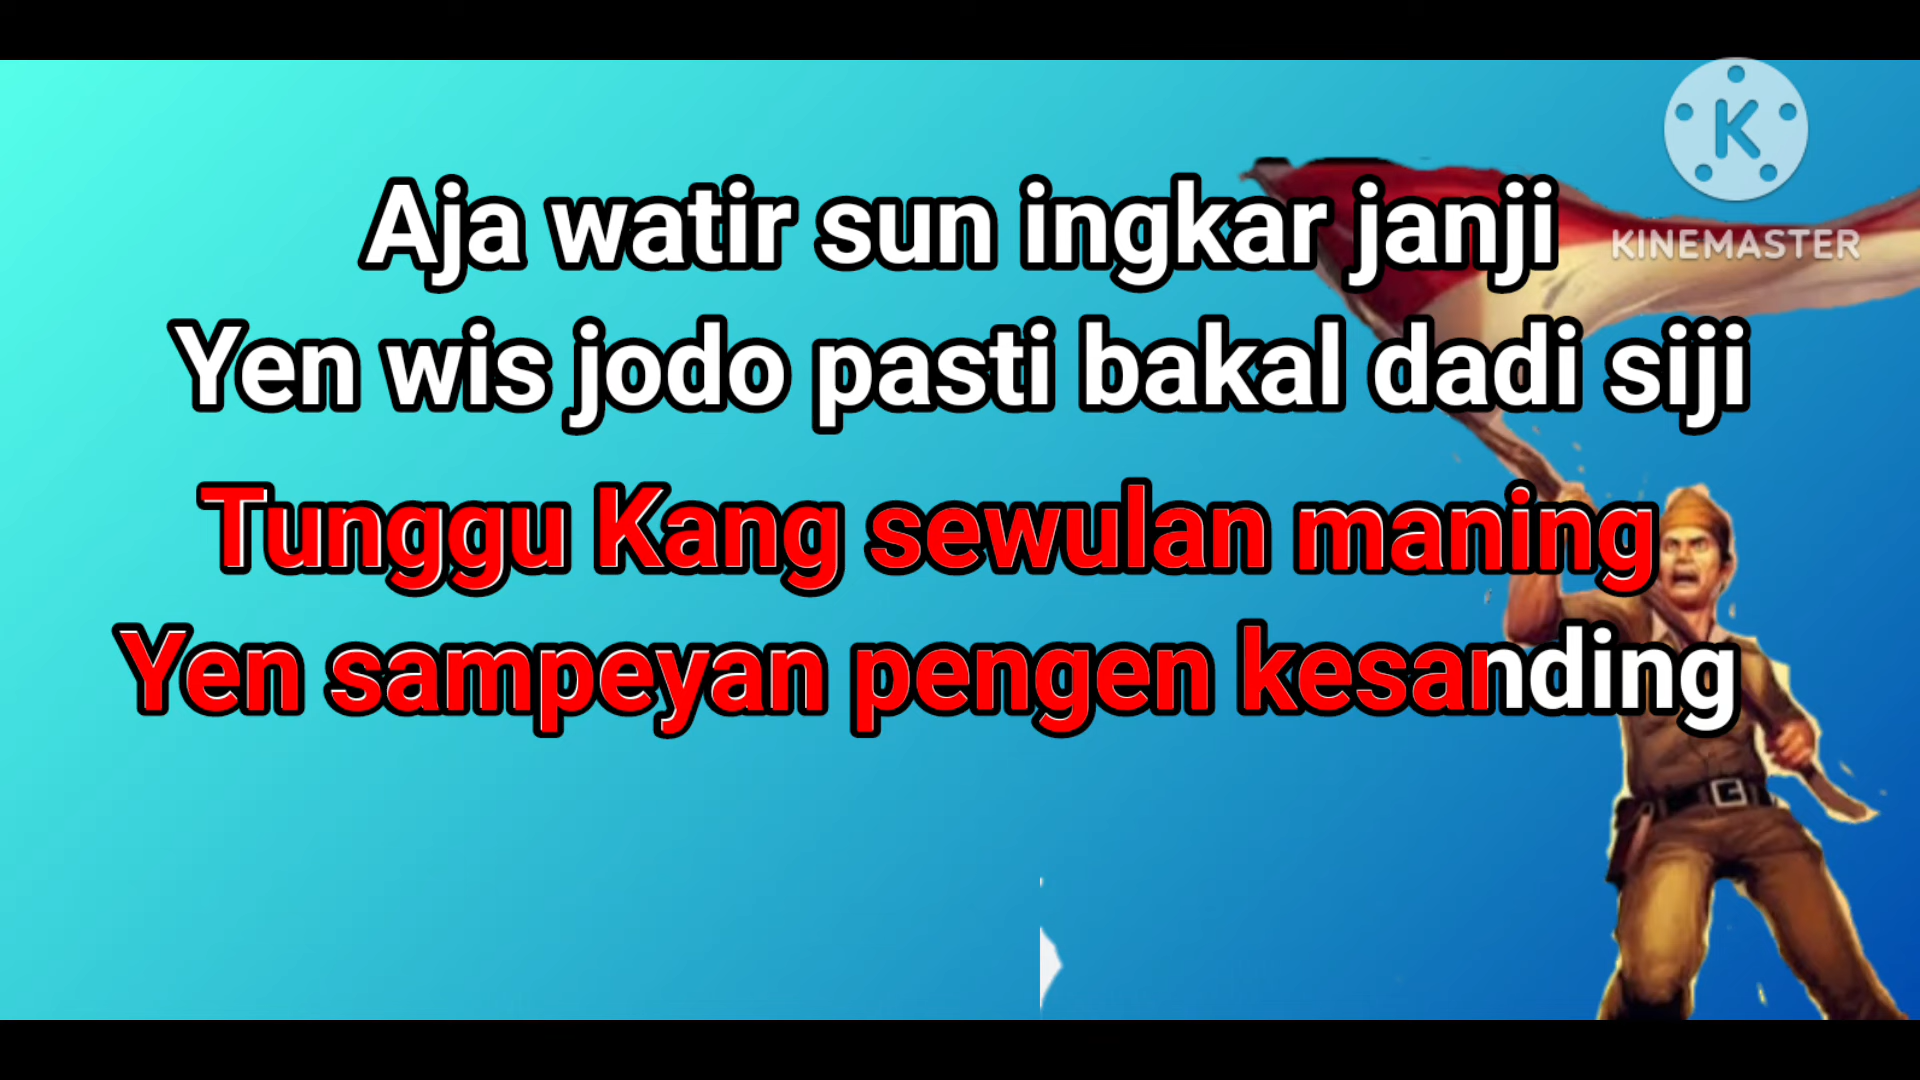 Aja watir sun ingkar janji
Yen wis jodo pasti bakal dadi siji
Tunggu Kang sewulan maning
Yen sampeyan pengen kesanding
K
KINEMASTER